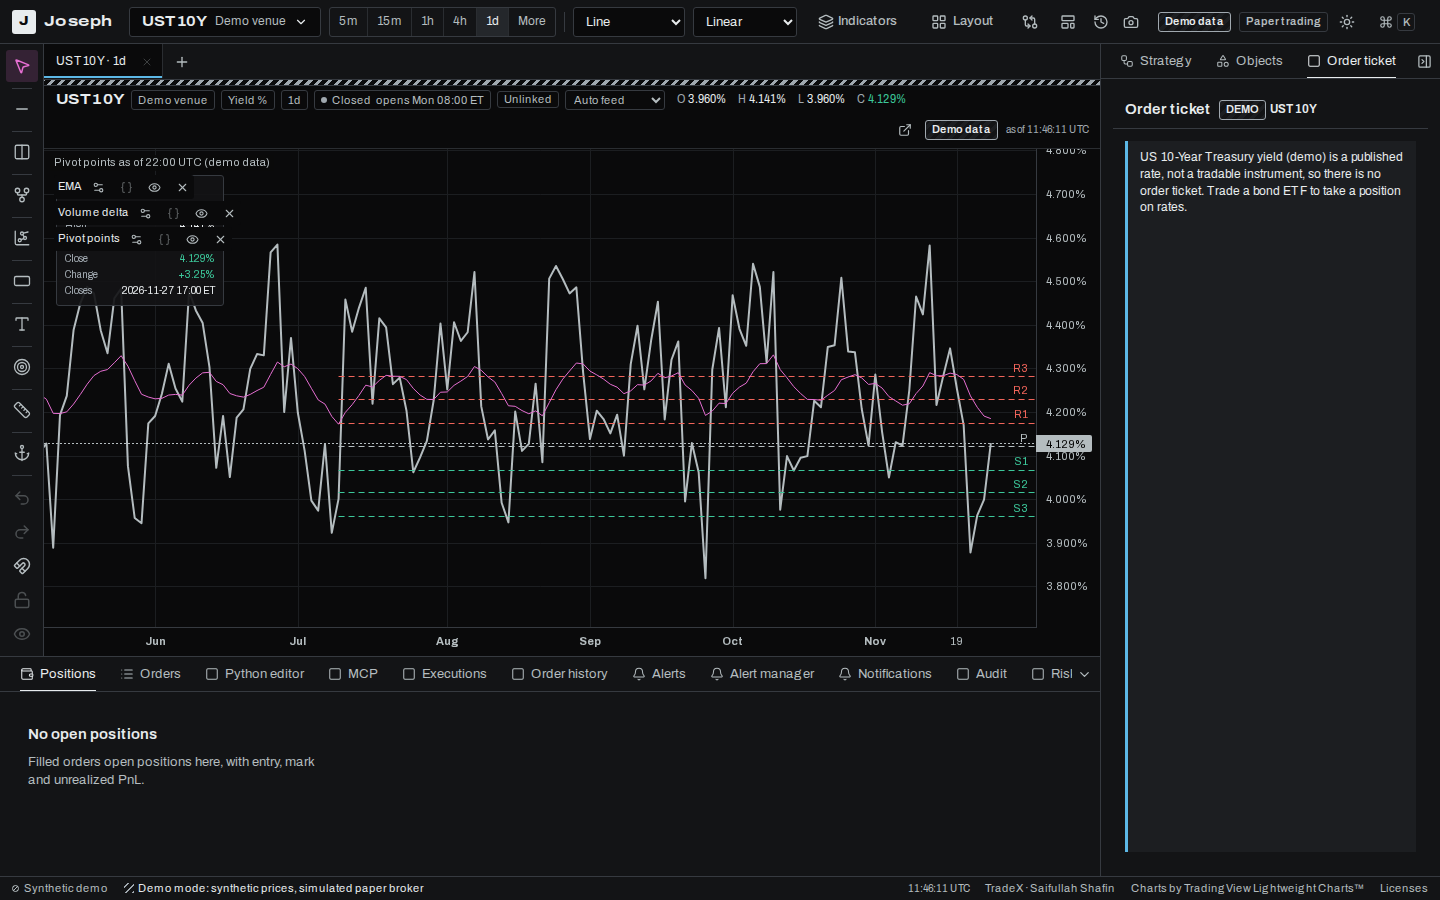 J Joseph UST10Y Demo venue 5m 15m 1h 4h 1d More Line Linear Indicators Layout Demo data Paper trading ⌘ K
UST10Y · 1d × +
Strategy Objects Order ticket
UST10Y Demo venue Yield % 1d Closed opens Mon 08:00 ET Unlinked Auto feed O 3.960% H 4.141% L 3.960% C 4.129%
Demo data as of 11:46:11 UTC
Order ticket DEMO UST10Y
US 10-Year Treasury yield (demo) is a published
rate, not a tradable instrument, so there is no
order ticket. Trade a bond ETF to take a position
on rates.
Pivot points as of 22:00 UTC (demo data)
EMA { } ×
Volume delta { } ×
Pivot points { } ×
Close 4.129%
Change +3.25%
Closes 2026-11-27 17:00 ET
4.800%
4.700%
4.600%
4.500%
4.400%
4.300%
4.200%
4.129%
4.100%
4.000%
3.900%
3.800%
R3
R2
R1
P
S1
S2
S3
Jun Jul Aug Sep Oct Nov 19
Positions Orders Python editor MCP Executions Order history Alerts Alert manager Notifications Audit
No open positions
Filled orders open positions here, with entry, mark
and unrealized PnL.
Synthetic demo Demo mode: synthetic prices, simulated paper broker 11:46:11 UTC TradeX · Saifullah Shafin Charts by TradingView Lightweight Charts™ Licenses